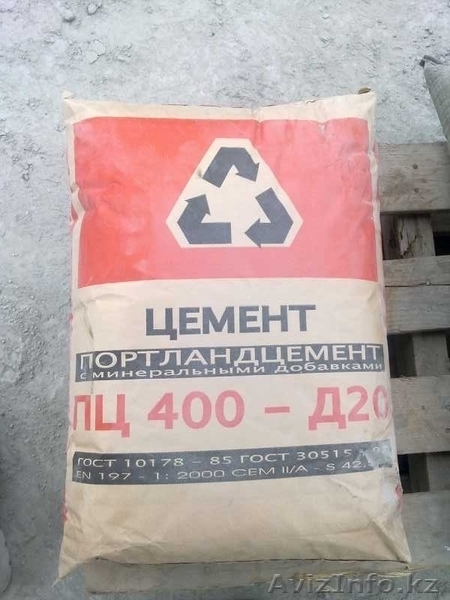 ЦЕМЕНТ
ПОРТЛАНДЦЕМЕНТ
с минеральными добавками
ПЦ 400 – Д20
ГОСТ 10178 – 85 ГОСТ 30515
EN 197 – 1: 2000 CEM II/A - S 42.
AvizInfo.kz